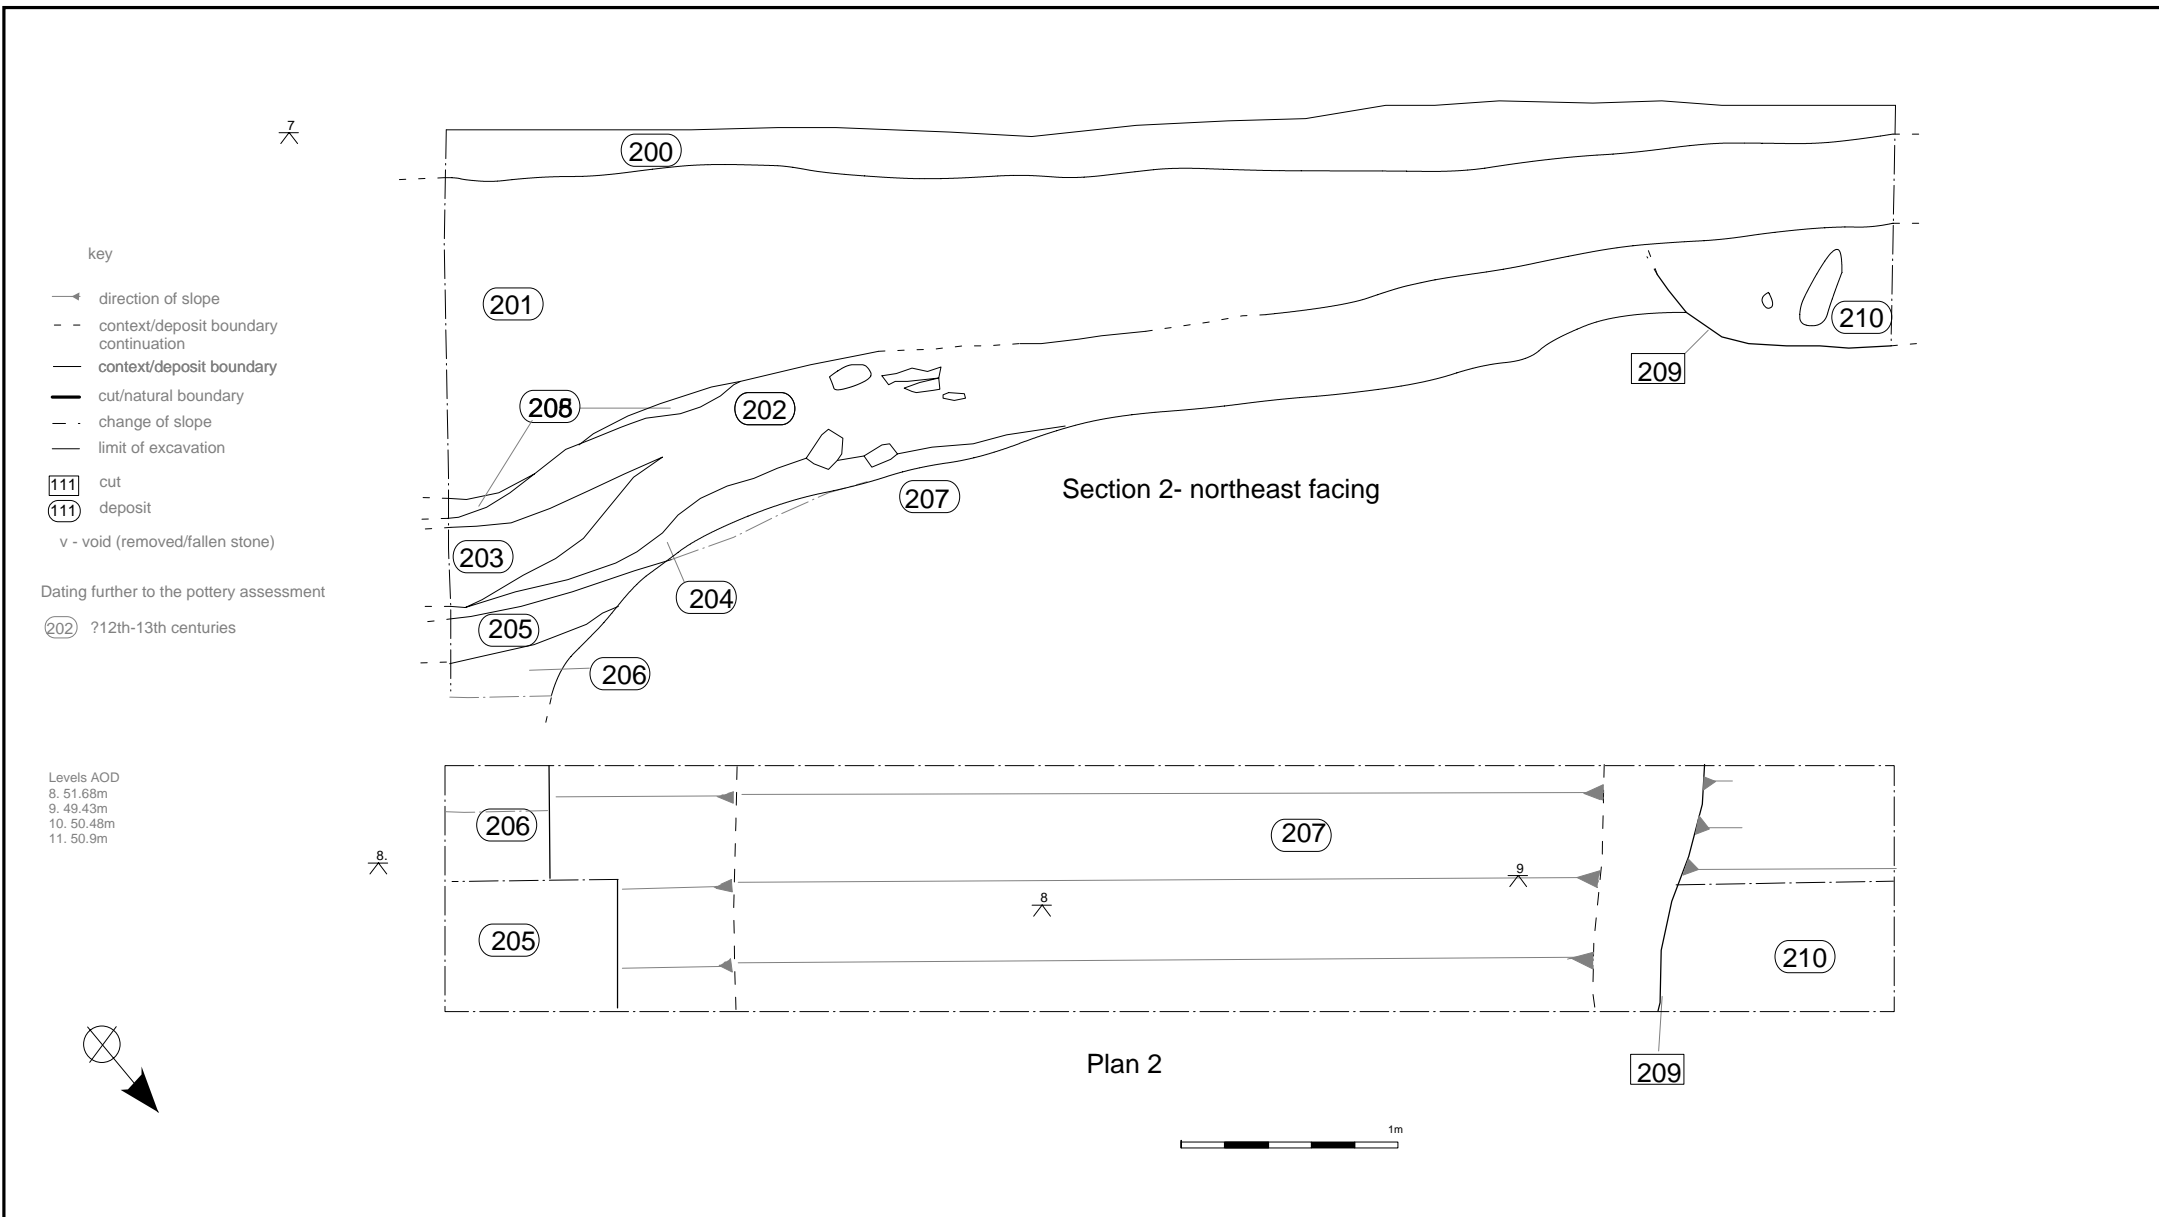 7
200
key
direction of slope
context/deposit boundary
continuation
context/deposit boundary
cut/natural boundary
change of slope
limit of excavation
111 cut
111 deposit
v - void (removed/fallen stone)
Dating further to the pottery assessment
202 ?12th-13th centuries
201
210
209
208
202
207
Section 2- northeast facing
203
204
205
206
Levels AOD
8. 51.68m
9. 49.43m
10. 50.48m
11. 50.9m
8.
206
207
9
8
205
210
Plan 2
209
1m